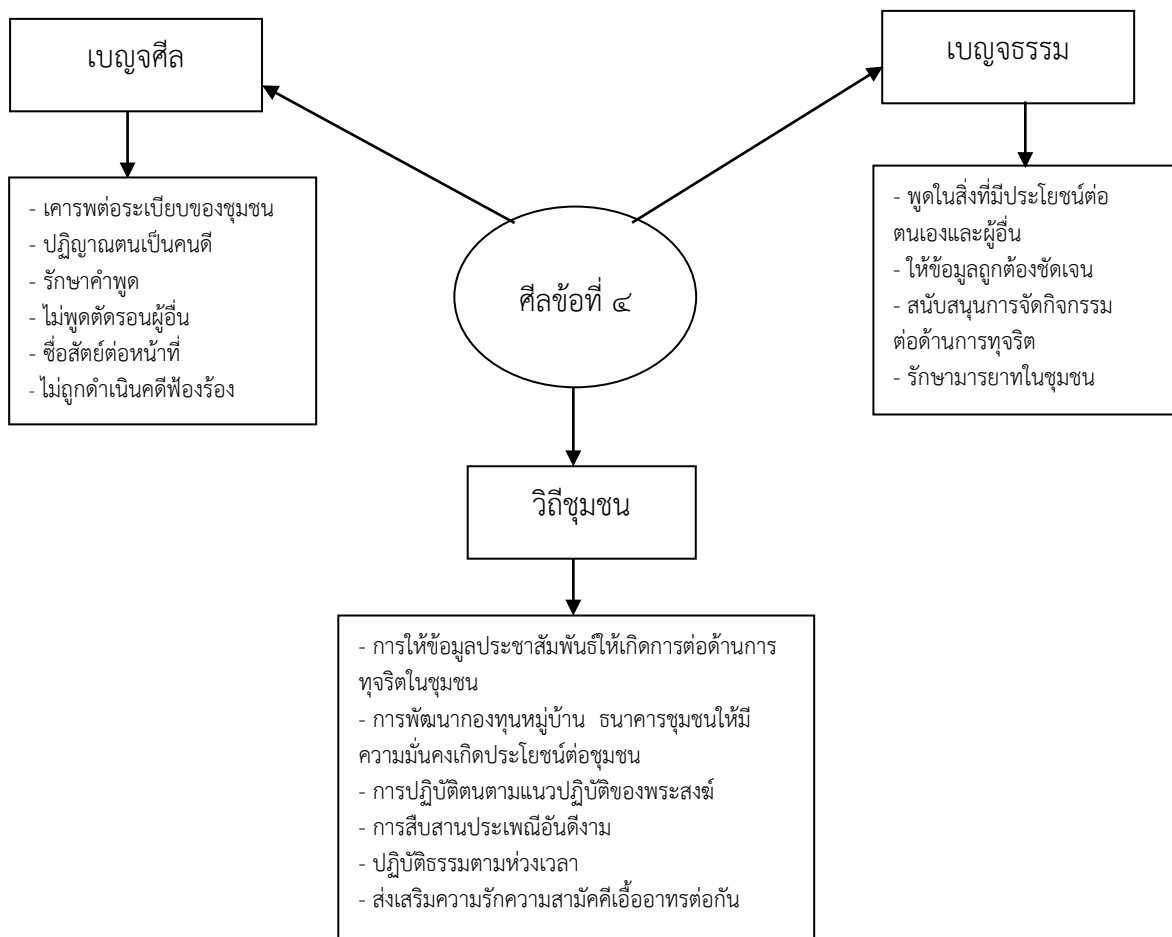 เบญจศีล
เบญจธรรม
- เคารพต่อระเบียบของชุมชน
- ปฏิญาณตนเป็นคนดี
- รักษาคำพูด
- ไม่พูดตัดรอนผู้อื่น
- ซื่อสัตย์ต่อหน้าที่
- ไม่ถูกดำเนินคดีฟ้องร้อง
- พูดในสิ่งที่มีประโยชน์ต่อ
ตนเองและผู้อื่น
- ให้ข้อมูลถูกต้องชัดเจน
- สนับสนุนการจัดกิจกรรม
ต่อด้านการทุจริต
- รักษามารยาทในชุมชน
ศีลข้อที่ ๔
วิถีชุมชน
- การให้ข้อมูลประชาสัมพันธ์ให้เกิดการต่อด้านการ
ทุจริตในชุมชน
- การพัฒนากองทุนหมู่บ้าน ธนาคารชุมชนให้มี
ความมั่นคงเกิดประโยชน์ต่อชุมชน
- การปฏิบัติตนตามแนวปฏิบัติของพระสงฆ์
- การสืบสานประเพณีอันดีงาม
- ปฏิบัติธรรมตามห่วงเวลา
- ส่งเสริมความรักความสามัคคีเอื้ออาทรต่อกัน